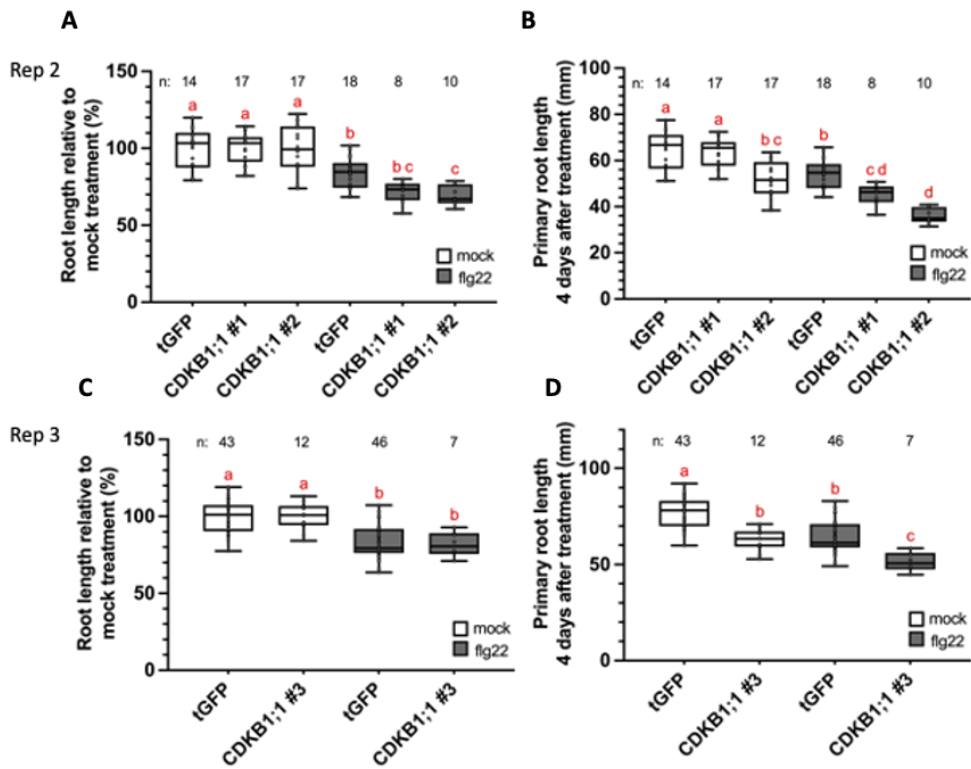 A
B
Rep 2
Root length relative to
mock treatment (%)
150
100
50
0
n: 14 17 17 18 8 10
a a a b b c c
mock
flg22
tGFP
CDKB1;1 #1
CDKB1;1 #2
tGFP
CDKB1;1 #1
CDKB1;1 #2
Primary root length
4 days after treatment (mm)
100
80
60
40
20
0
n: 14 17 17 18 8 10
a a b c b c d d
mock
flg22
tGFP
CDKB1;1 #1
CDKB1;1 #2
tGFP
CDKB1;1 #1
CDKB1;1 #2
C
D
Rep 3
Root length relative to
mock treatment (%)
150
100
50
0
n: 43 12 46 7
a a b b
mock
flg22
tGFP
CDKB1;1 #3
tGFP
CDKB1;1 #3
Primary root length
4 days after treatment (mm)
100
50
0
n: 43 12 46 7
a b b c
mock
flg22
tGFP
CDKB1;1 #3
tGFP
CDKB1;1 #3